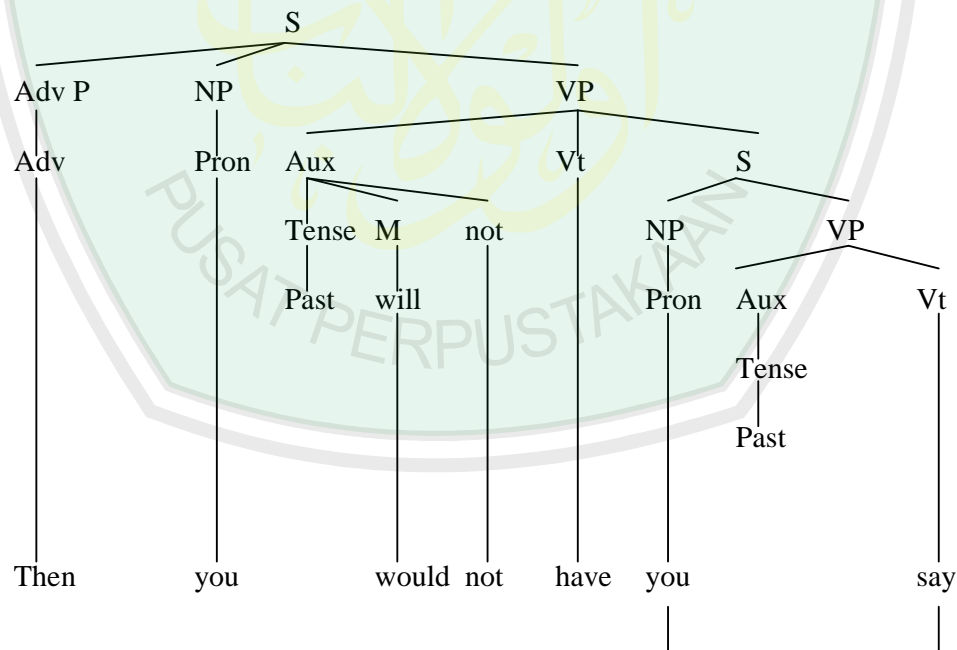 S
Adv P NP VP
Adv Pron Aux Vt S
Tense M not NP VP
Past will Pron Aux Vt
Tense
Past
Then you would not have you say
PUSAT PERPUSTAKAAN